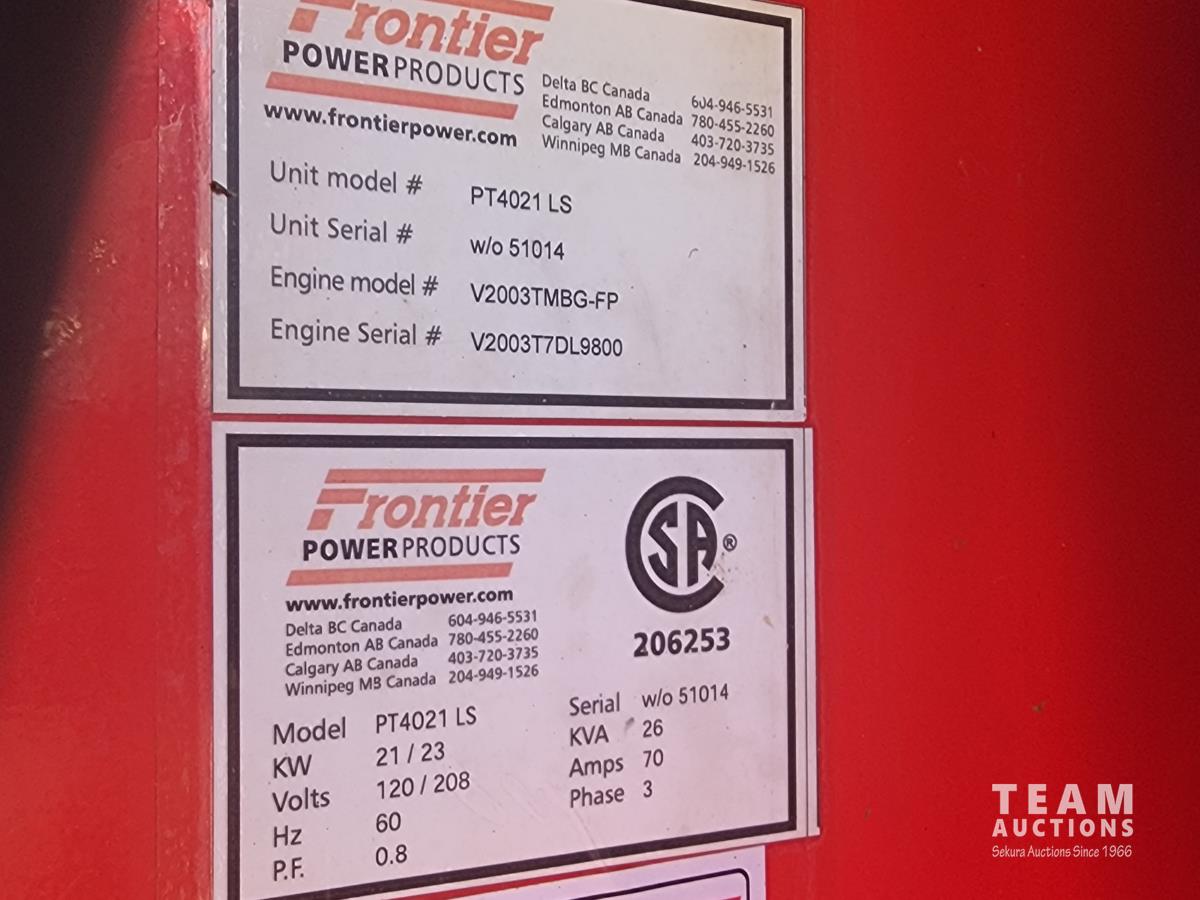 Frontier
POWERPRODUCTS
www.frontierpower.com
Delta BC Canada 604-946-5531
Edmonton AB Canada 780-455-2260
Calgary AB Canada 403-720-3735
Winnipeg MB Canada 204-949-1526
Unit model # PT4021 LS
Unit Serial # w/o 51014
Engine model # V2003TMBG-FP
Engine Serial # V2003T7DL9800
Frontier
POWERPRODUCTS
www.frontierpower.com
Delta BC Canada 604-946-5531
Edmonton AB Canada 780-455-2260
Calgary AB Canada 403-720-3735
Winnipeg MB Canada 204-949-1526
CSA®
206253
Model PT4021 LS
KW 21 / 23
Volts 120 / 208
Hz 60
P.F. 0.8
Serial w/o 51014
KVA 26
Amps 70
Phase 3
TEAM
AUCTIONS
Sekura Auctions Since 1966